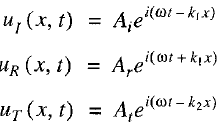 u_I (x, t) = A_i e^{i(ωt - k_1 x)}
u_R (x, t) = A_r e^{i(ωt + k_1 x)}
u_T (x, t) = A_t e^{i(ωt - k_2 x)}